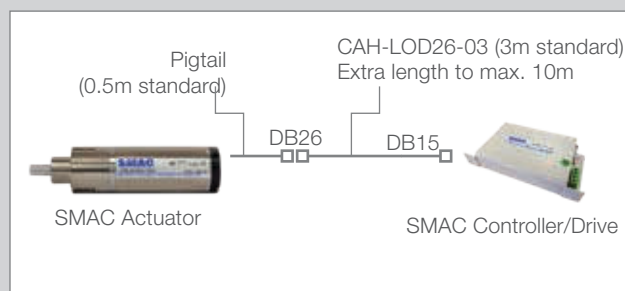 Pigtail
(0.5m standard)
CAH-LOD26-03 (3m standard)
Extra length to max. 10m
DB26
DB15
SMAC
SMAC Actuator
SMAC Controller/Drive